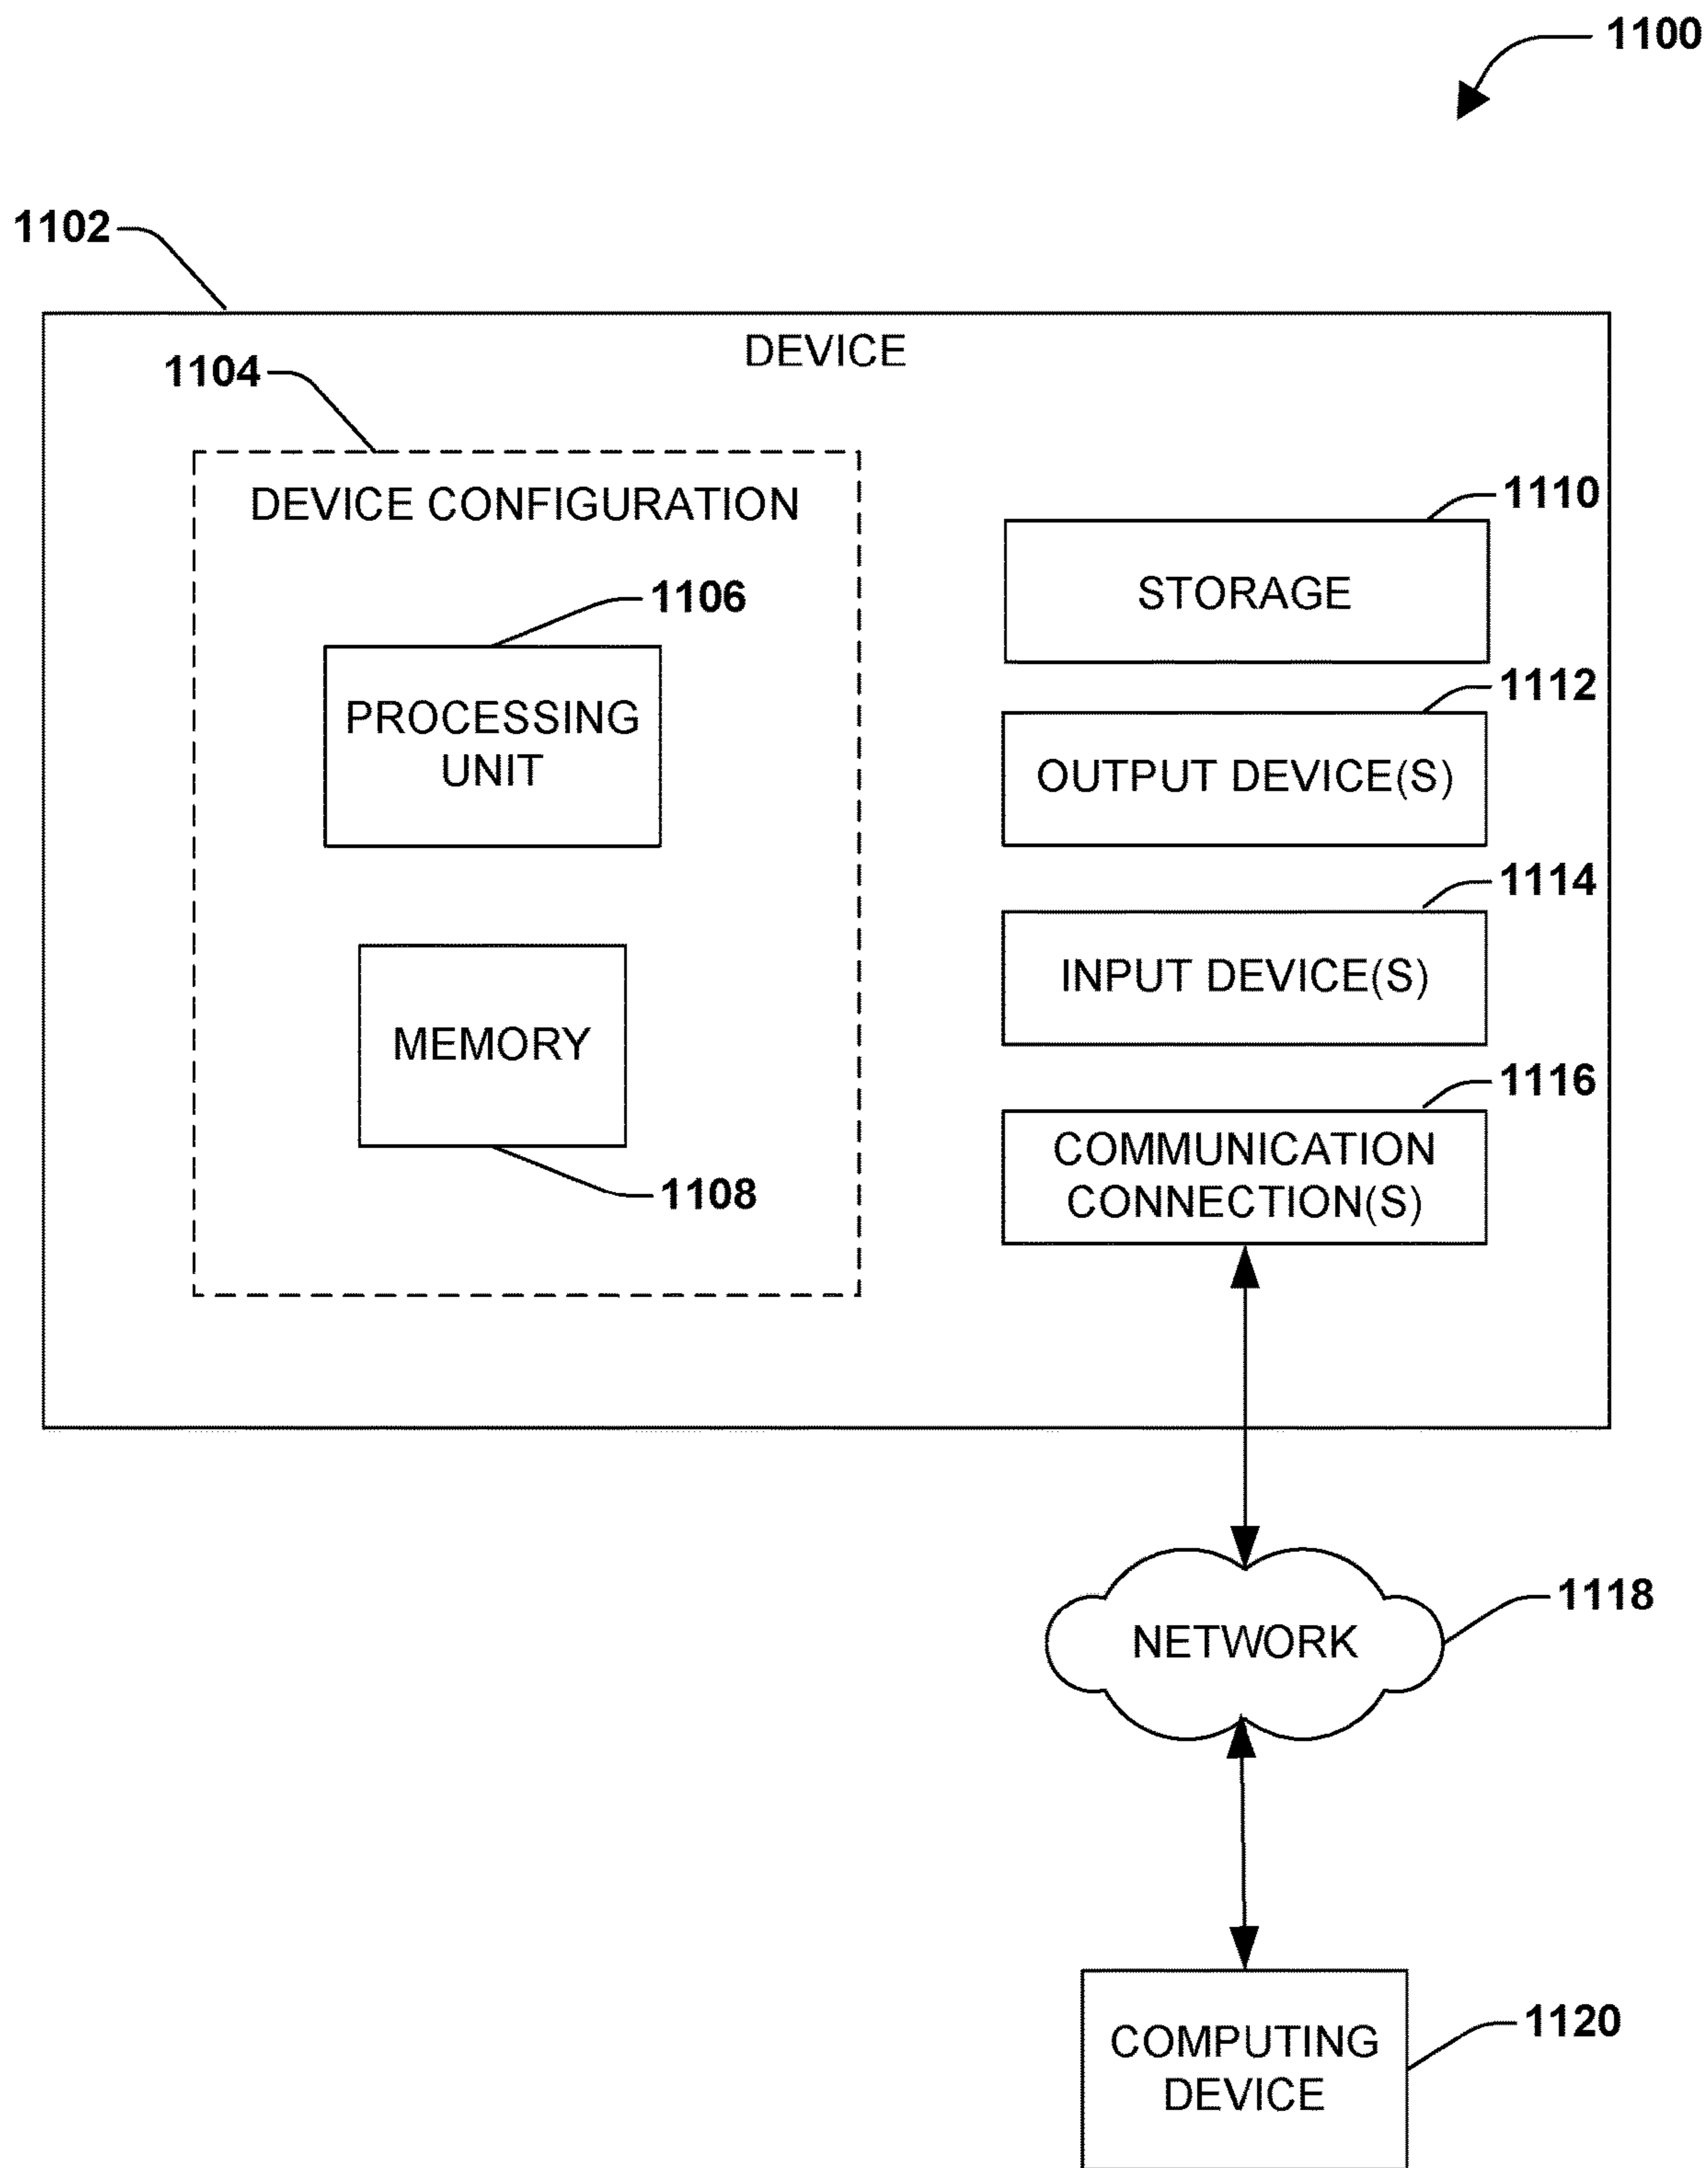 1100
1102
DEVICE
1104
DEVICE CONFIGURATION
1110
STORAGE
1106
PROCESSING
UNIT
1112
OUTPUT DEVICE(S)
1114
INPUT DEVICE(S)
MEMORY
1108
1116
COMMUNICATION
CONNECTION(S)
NETWORK
1118
COMPUTING
DEVICE
1120